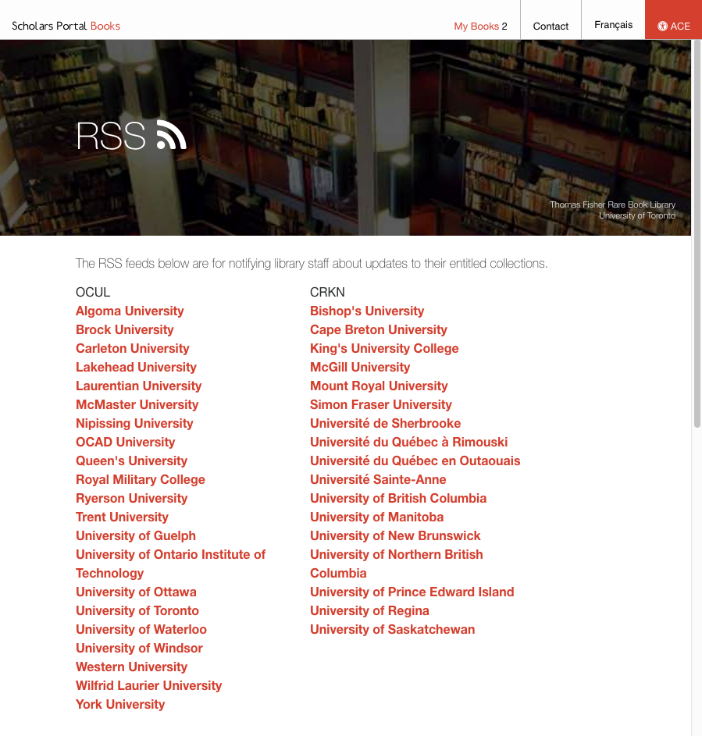 Scholars Portal Books
My Books 2
Contact
Français
ACE
RSS
Thomas Fisher Rare Book Library
University of Toronto
The RSS feeds below are for notifying library staff about updates to their entitled collections.
OCUL
Algoma University
Brock University
Carleton University
Lakehead University
Laurentian University
McMaster University
Nipissing University
OCAD University
Queen's University
Royal Military College
Ryerson University
Trent University
University of Guelph
University of Ontario Institute of
Technology
University of Ottawa
University of Toronto
University of Waterloo
University of Windsor
Western University
Wilfrid Laurier University
York University
CRKN
Bishop's University
Cape Breton University
King's University College
McGill University
Mount Royal University
Simon Fraser University
Université de Sherbrooke
Université du Québec à Rimouski
Université du Québec en Outaouais
Université Sainte-Anne
University of British Columbia
University of Manitoba
University of New Brunswick
University of Northern British
Columbia
University of Prince Edward Island
University of Regina
University of Saskatchewan